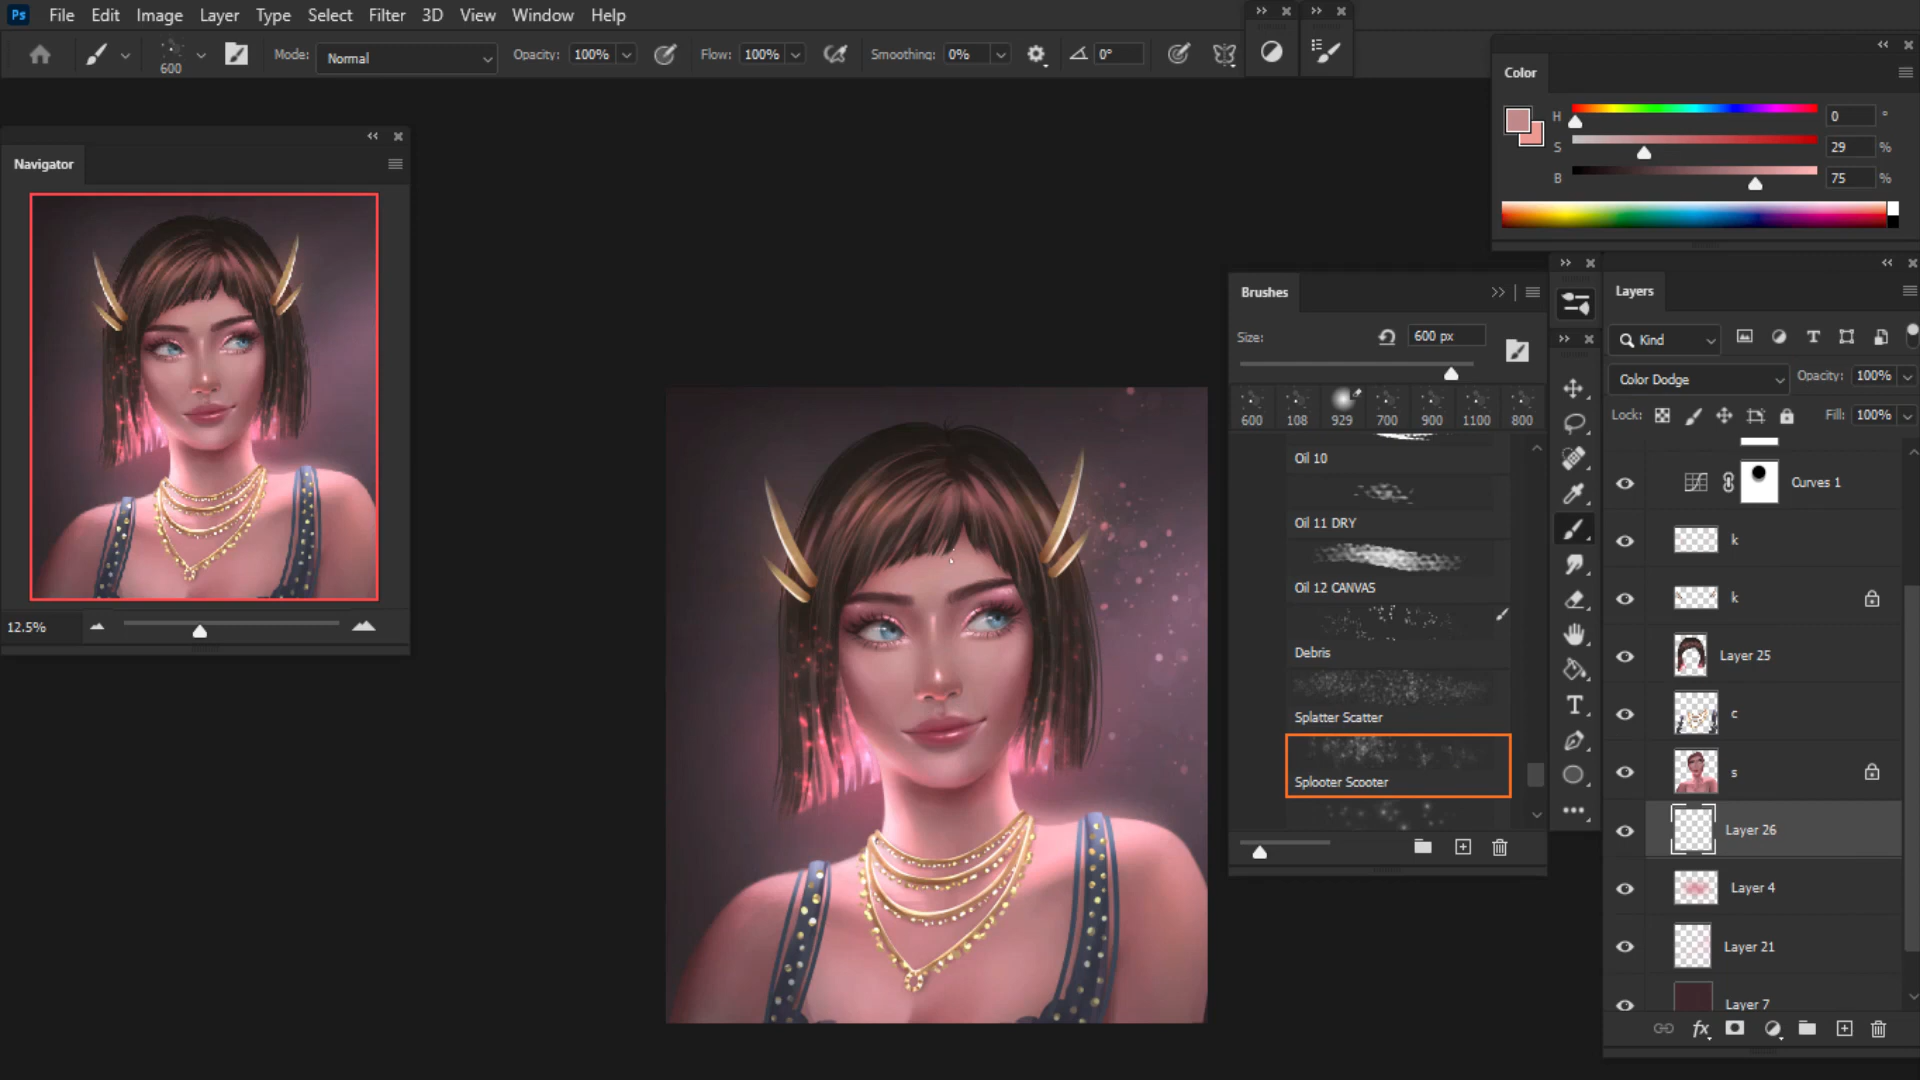 Ps File Edit Image Layer Type Select Filter 3D View Window Help
600 Mode: Normal Opacity: 100% Flow: 100% Smoothing: 0% 0°
Navigator
12.5%
Color
H 0 °
S 29 %
B 75 %
Brushes
Size: 600 px
600 108 929 700 900 1100 800
Oil 10
Oil 11 DRY
Oil 12 CANVAS
Debris
Splatter Scatter
Splooter Scooter
Layers
Kind
Color Dodge Opacity: 100%
Lock: Fill: 100%
Curves 1
k
k
Layer 25
c
s
Layer 26
Layer 4
Layer 21
Layer 7
fx